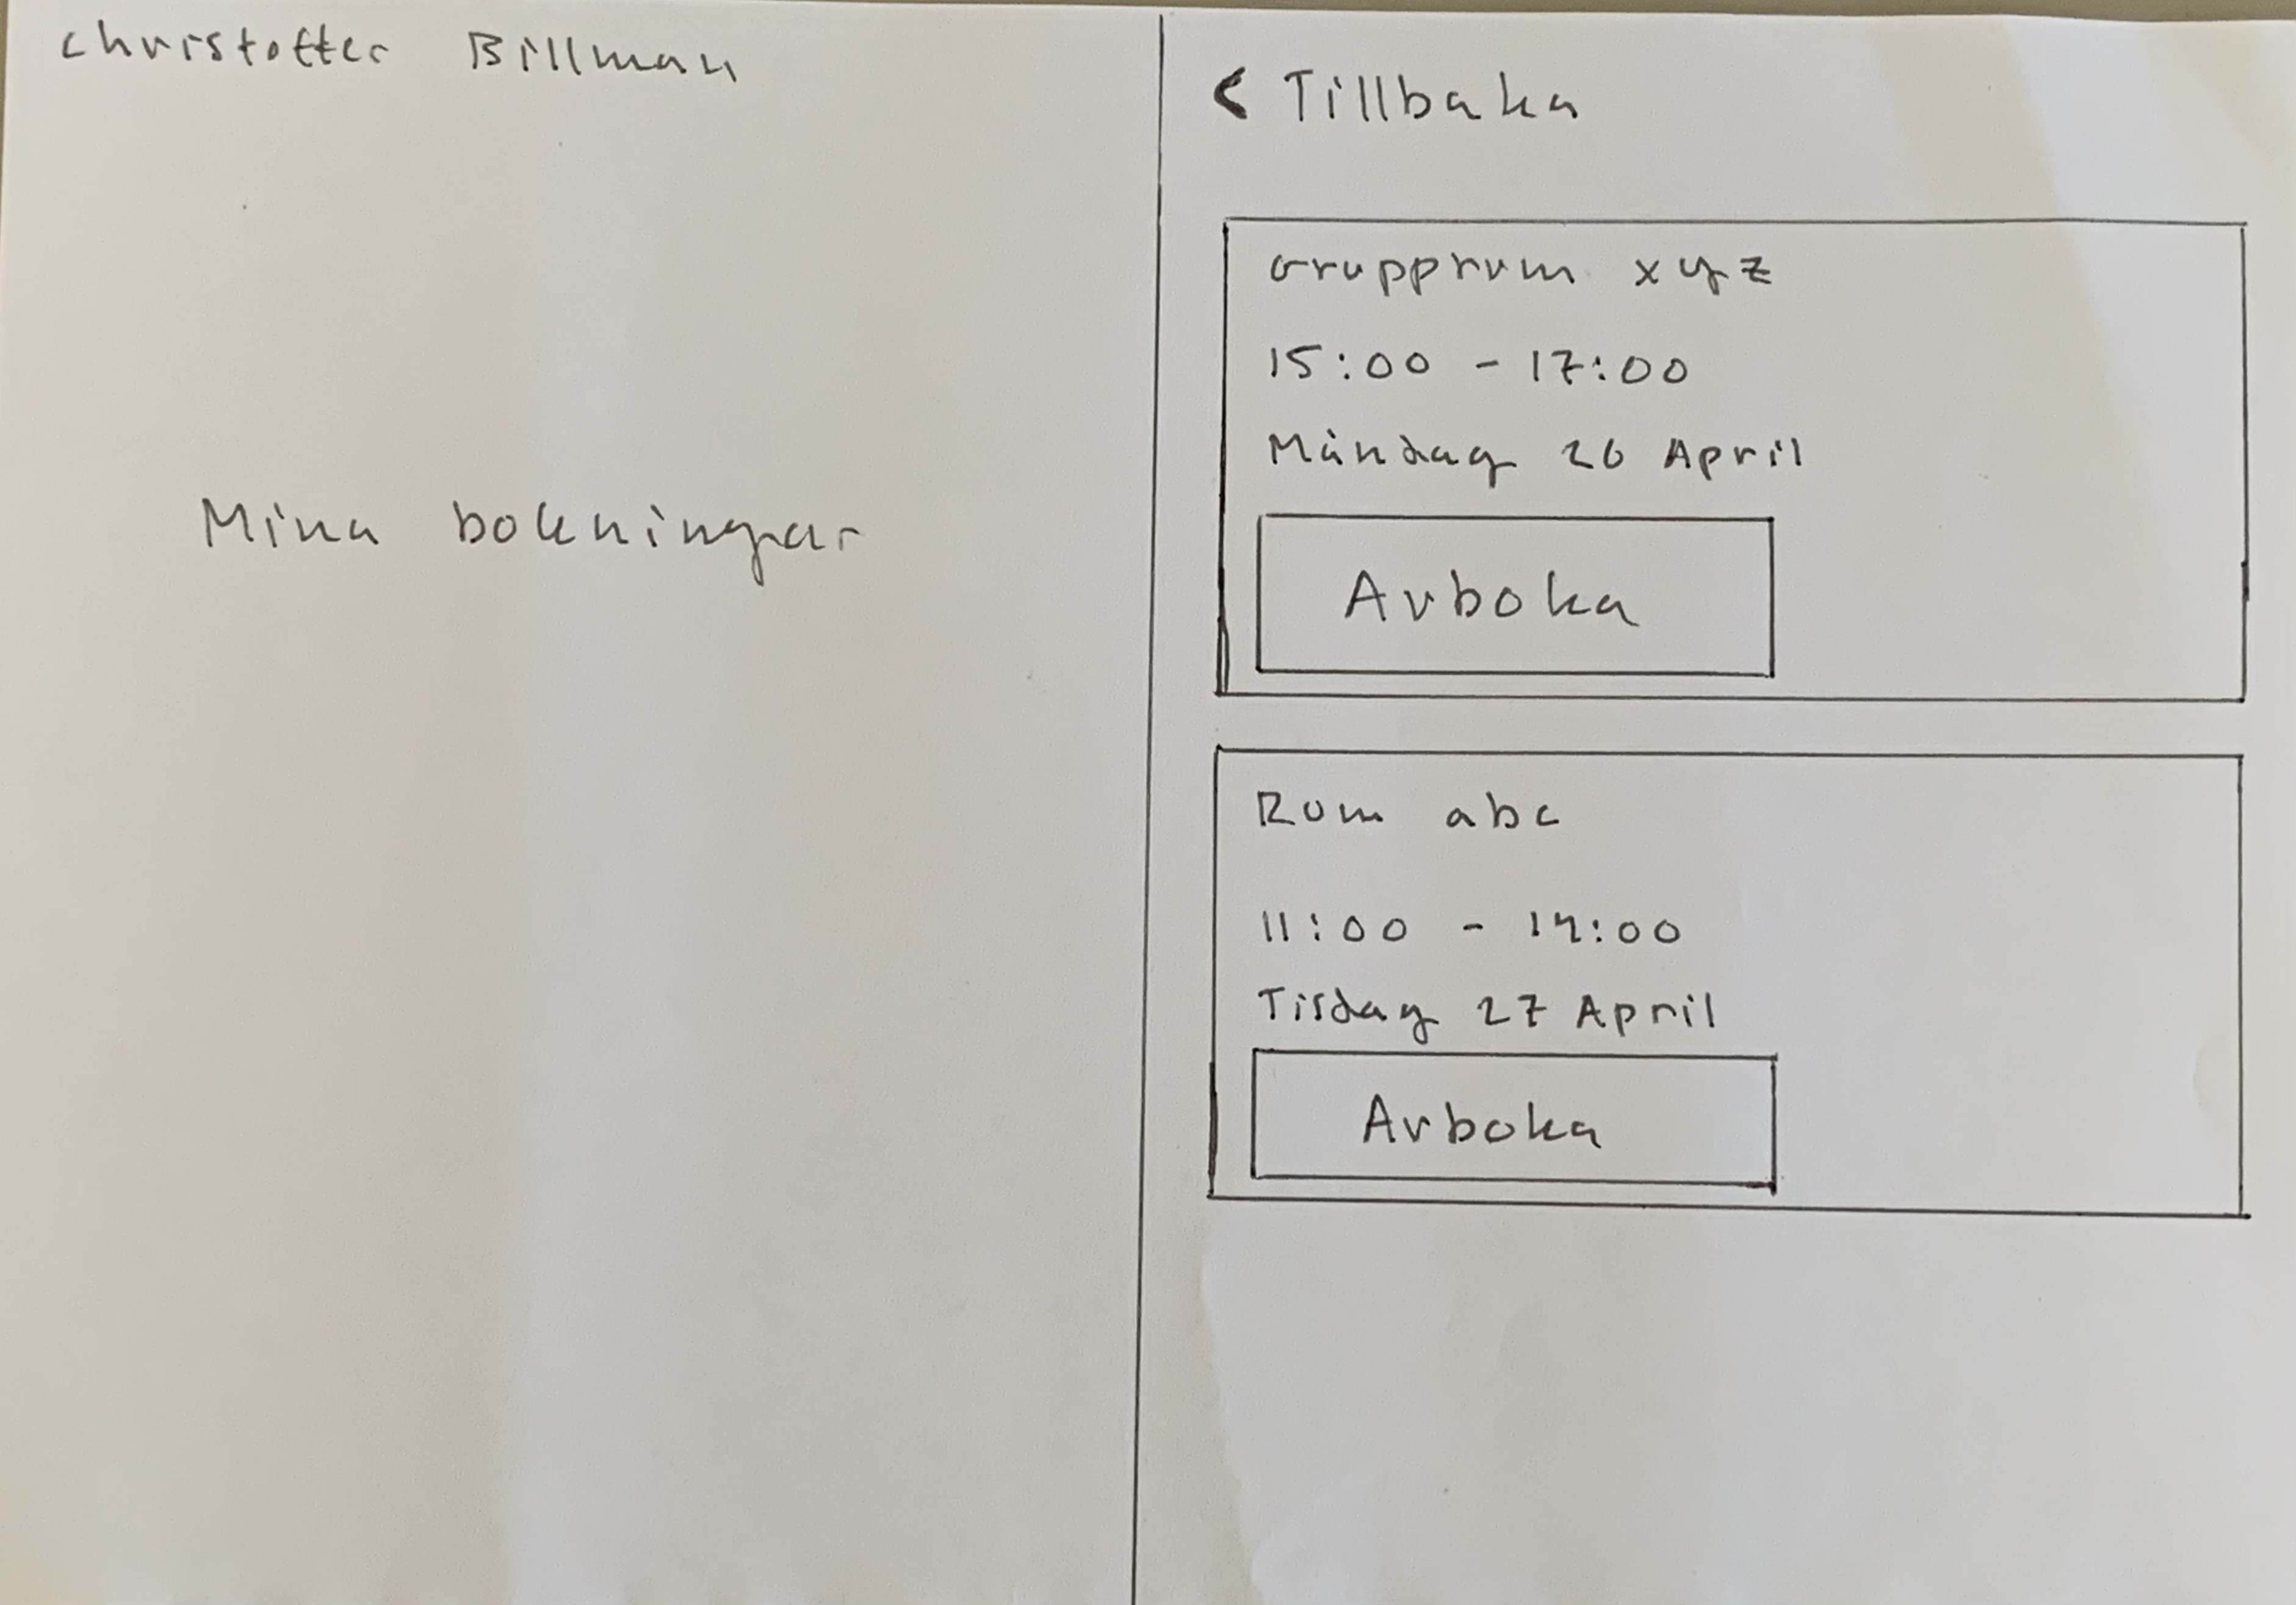 Christoffer Billman
Mina bokningar
< Tillbaka
Grupprum xyz
15:00 - 17:00
Måndag 26 April
Avboka
Rum abc
11:00 - 14:00
Tisdag 27 April
Avboka